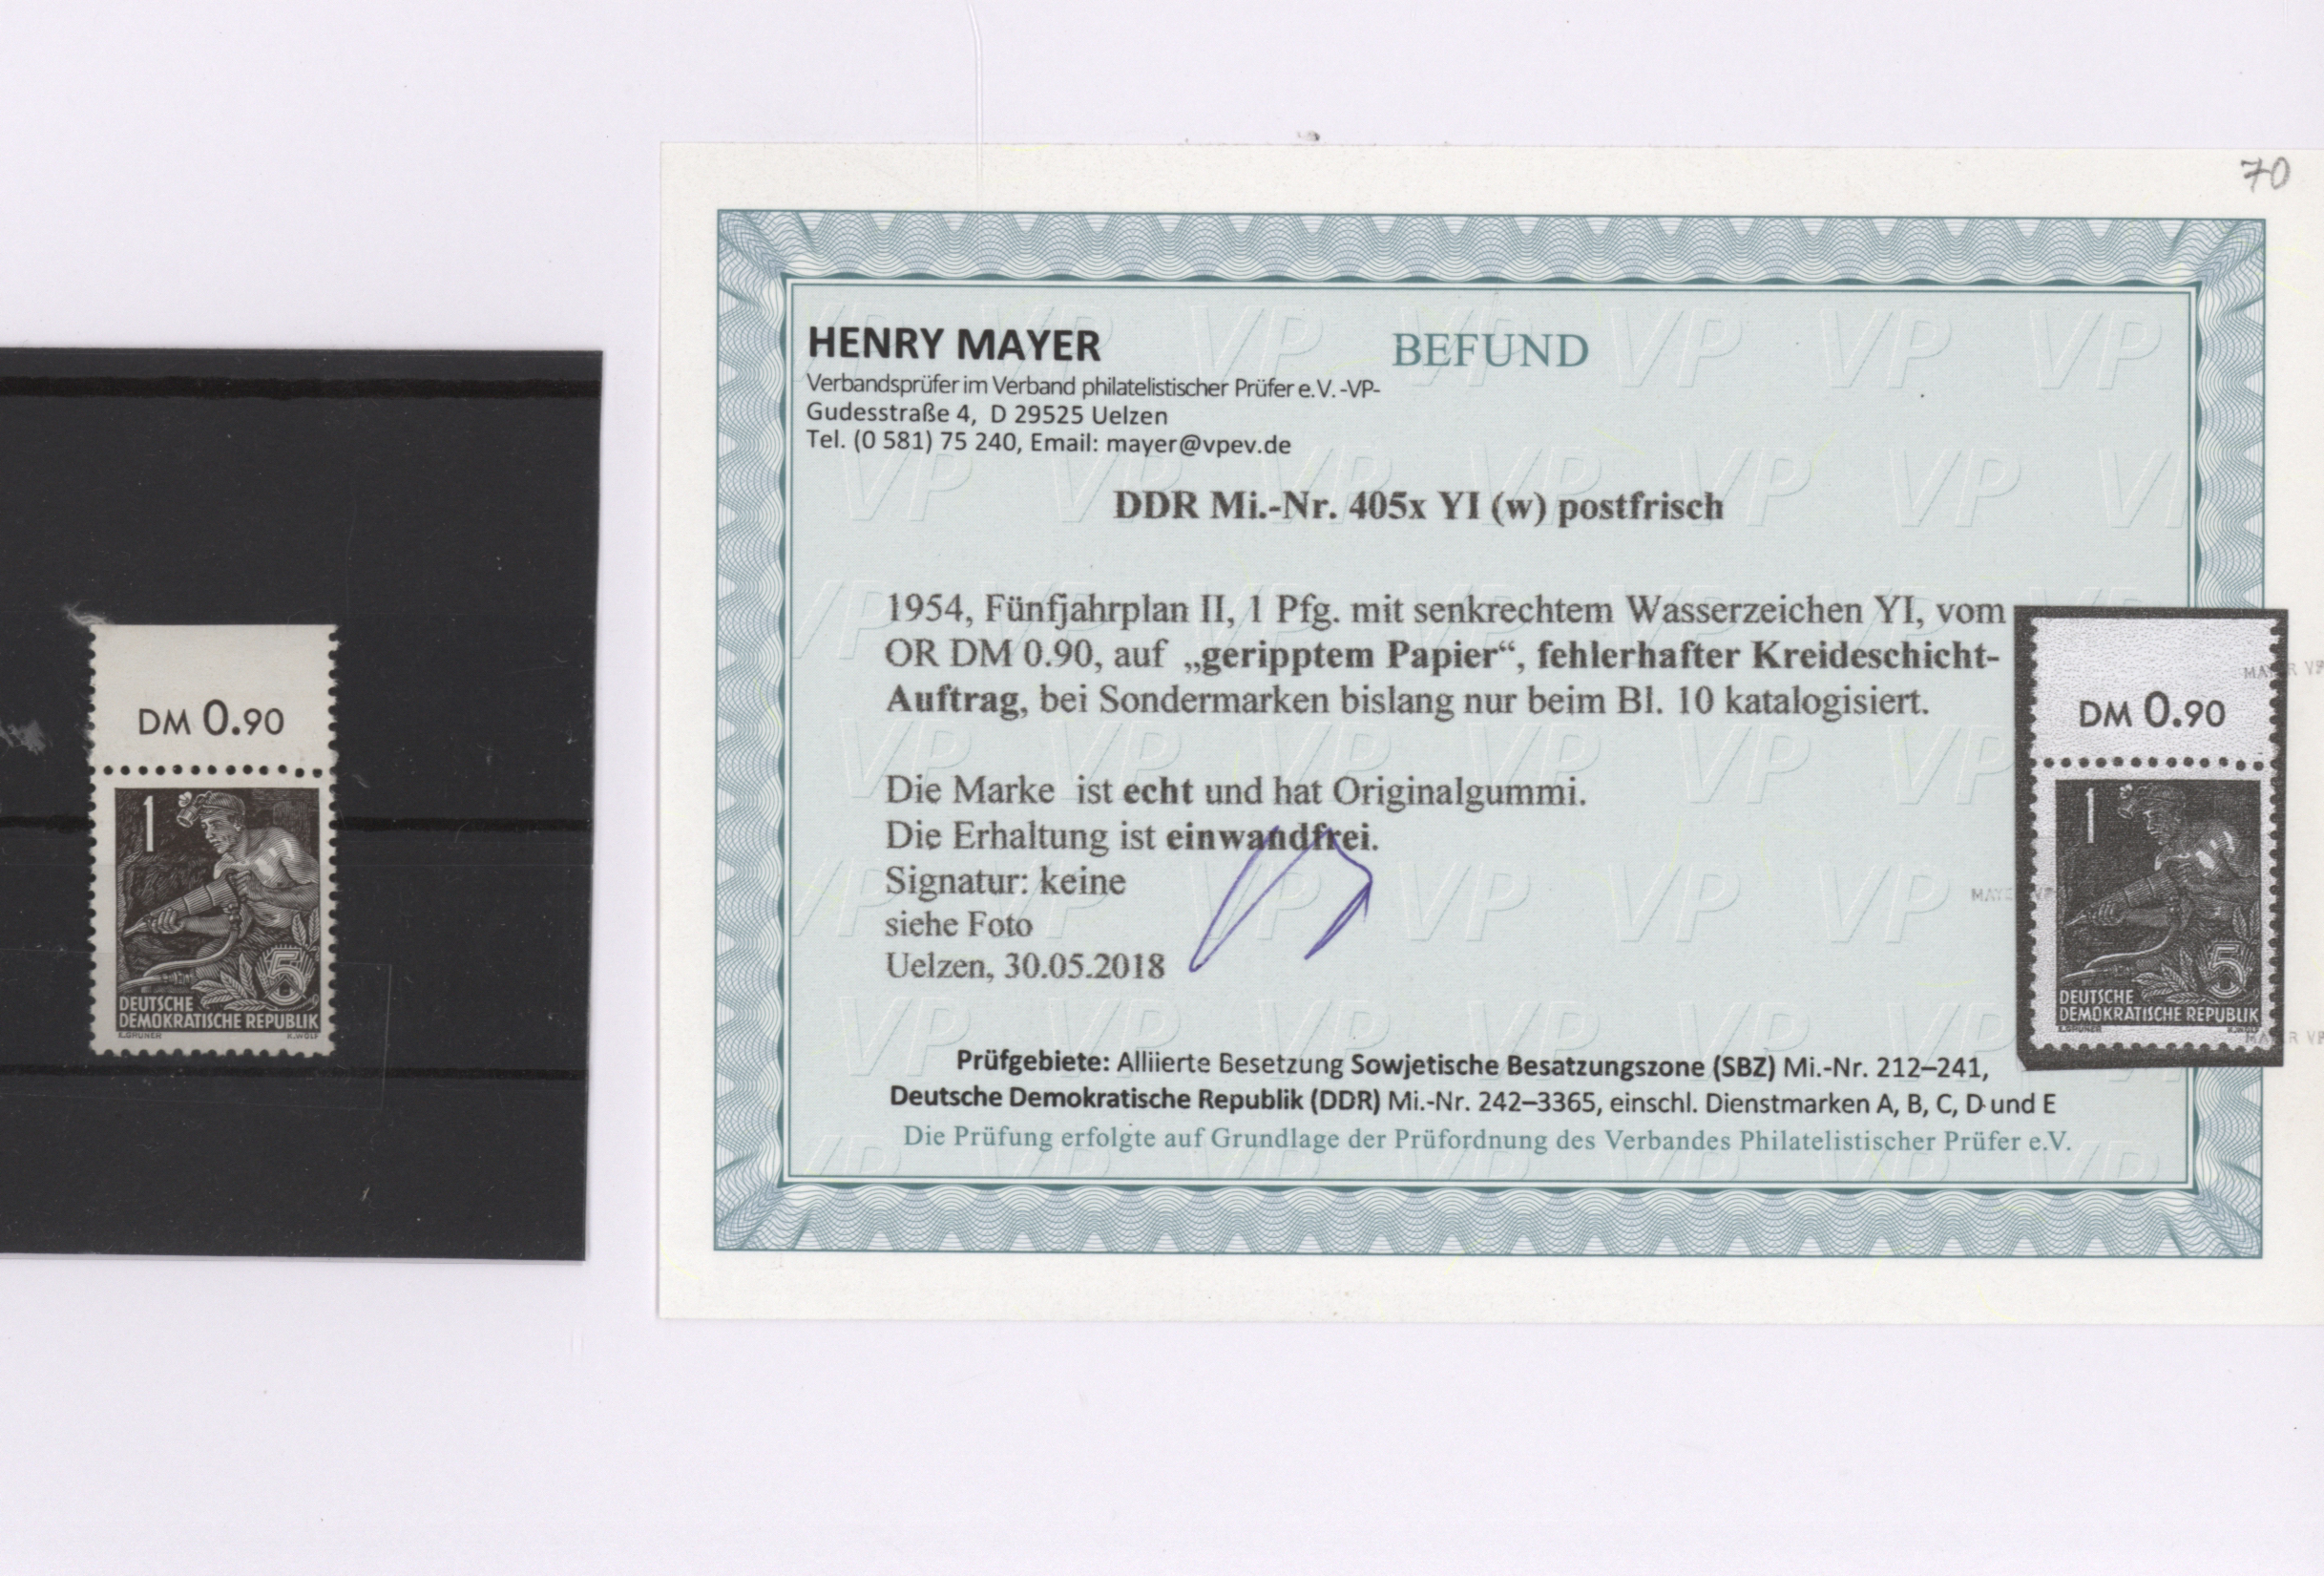 70
HENRY MAYER
BEFUND
Verbandsprüfer im Verband philatelistischer Prüfer e.V. -VP-
Gudesstraße 4, D 29525 Uelzen
Tel. (0 581) 75 240, Email: mayer@vpev.de
DDR Mi.-Nr. 405x YI (w) postfrisch
1954, Fünfjahrplan II, 1 Pfg. mit senkrechtem Wasserzeichen YI, vom
OR DM 0.90, auf „geripptem Papier“, fehlerhafter Kreideschicht-
Auftrag, bei Sondermarken bislang nur beim Bl. 10 katalogisiert.
Die Marke ist echt und hat Originalgummi.
Die Erhaltung ist einwandfrei.
Signatur: keine
siehe Foto
Uelzen, 30.05.2018
Prüfgebiete: Alliierte Besetzung Sowjetische Besatzungszone (SBZ) Mi.-Nr. 212–241,
Deutsche Demokratische Republik (DDR) Mi.-Nr. 242–3365, einschl. Dienstmarken A, B, C, D und E
Die Prüfung erfolgte auf Grundlage der Prüfordnung des Verbandes Philatelistischer Prüfer e.V.
DM 0.90
1
5
DEUTSCHE
DEMOKRATISCHE REPUBLIK
E.GRUNER K.WOLF
DM 0.90
1
5
DEUTSCHE
DEMOKRATISCHE REPUBLIK
E.GRUNER K.WOLF